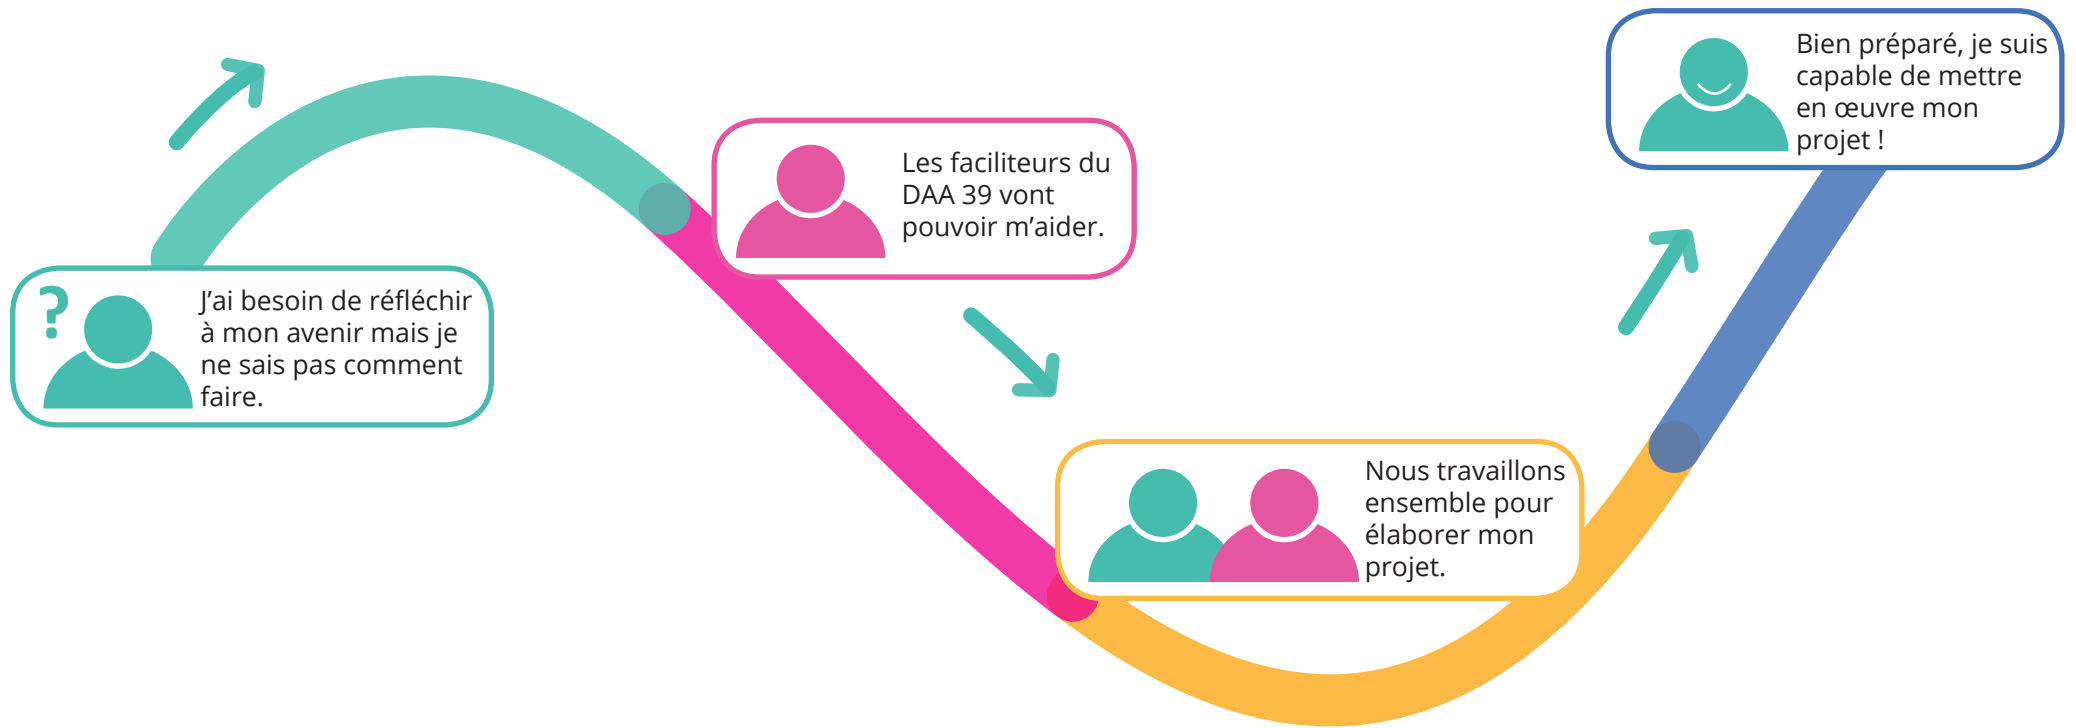 ?
J’ai besoin de réfléchir
à mon avenir mais je
ne sais pas comment
faire.
Les faciliteurs du
DAA 39 vont
pouvoir m’aider.
Nous travaillons
ensemble pour
élaborer mon
projet.
Bien préparé, je suis
capable de mettre
en œuvre mon
projet !